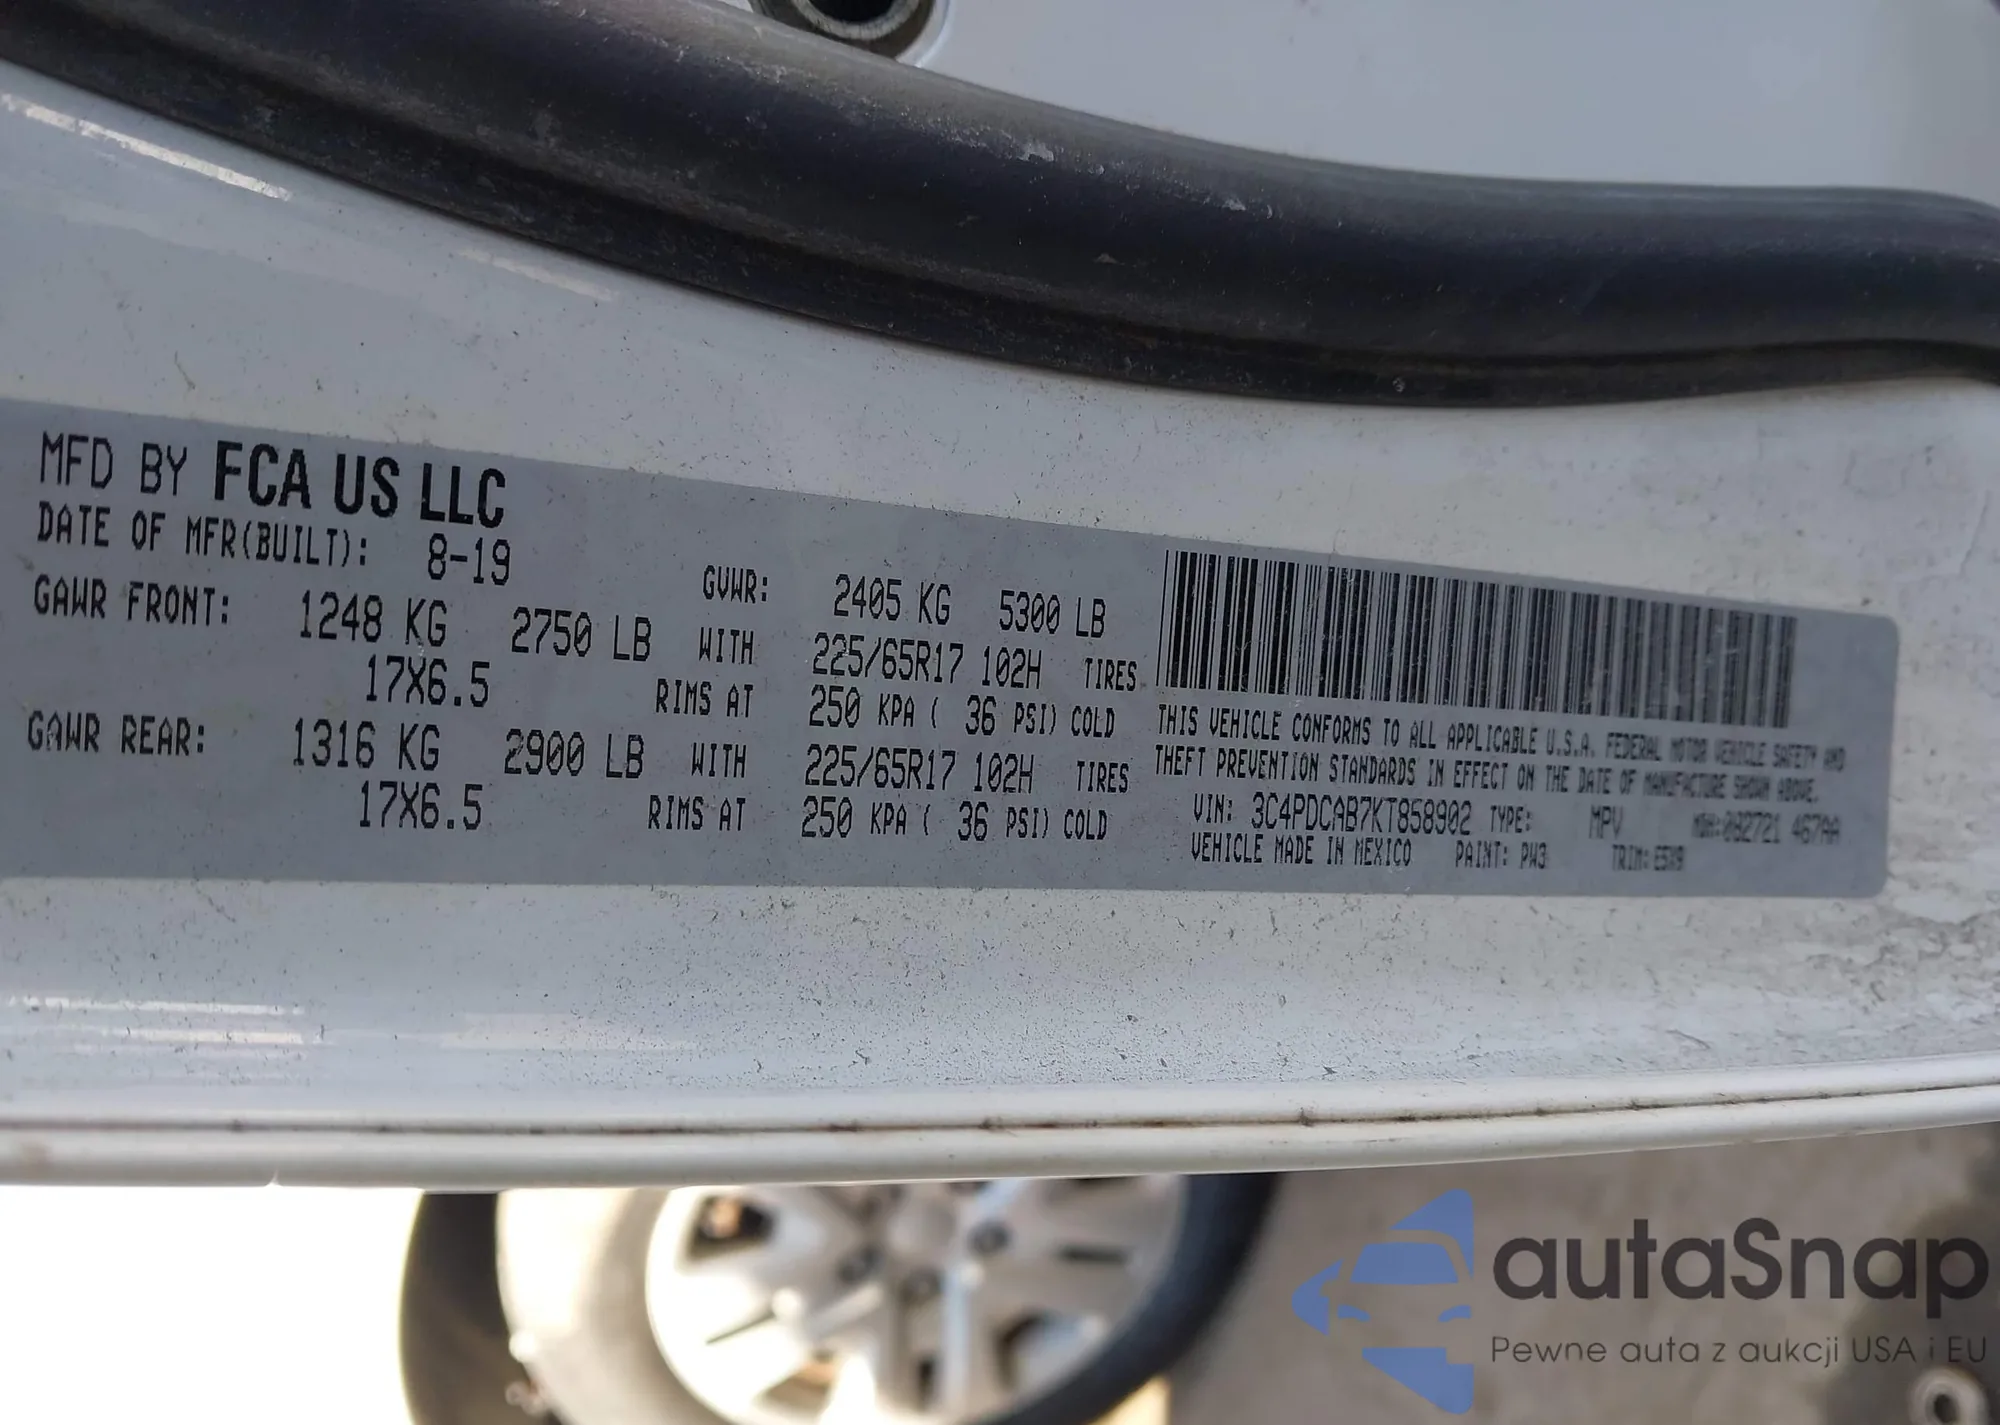 MFD BY FCA US LLC
DATE OF MFR(BUILT): 8-19
GVWR: 2405 KG 5300 LB
GAWR FRONT: 1248 KG 2750 LB WITH 225/65R17 102H TIRES
17X6.5 RIMS AT 250 KPA ( 36 PSI) COLD
GAWR REAR: 1316 KG 2900 LB WITH 225/65R17 102H TIRES
17X6.5 RIMS AT 250 KPA ( 36 PSI) COLD
THIS VEHICLE CONFORMS TO ALL APPLICABLE U.S.A. FEDERAL MOTOR VEHICLE SAFETY AND
THEFT PREVENTION STANDARDS IN EFFECT ON THE DATE OF MANUFACTURE SHOWN ABOVE.
VIN: 3C4PDCAB7KT858902 TYPE: MPV MDH:082721 467AA
VEHICLE MADE IN MEXICO PAINT: PW3 TRIM:
autaSnap
Pewne auta z aukcji USA i EU